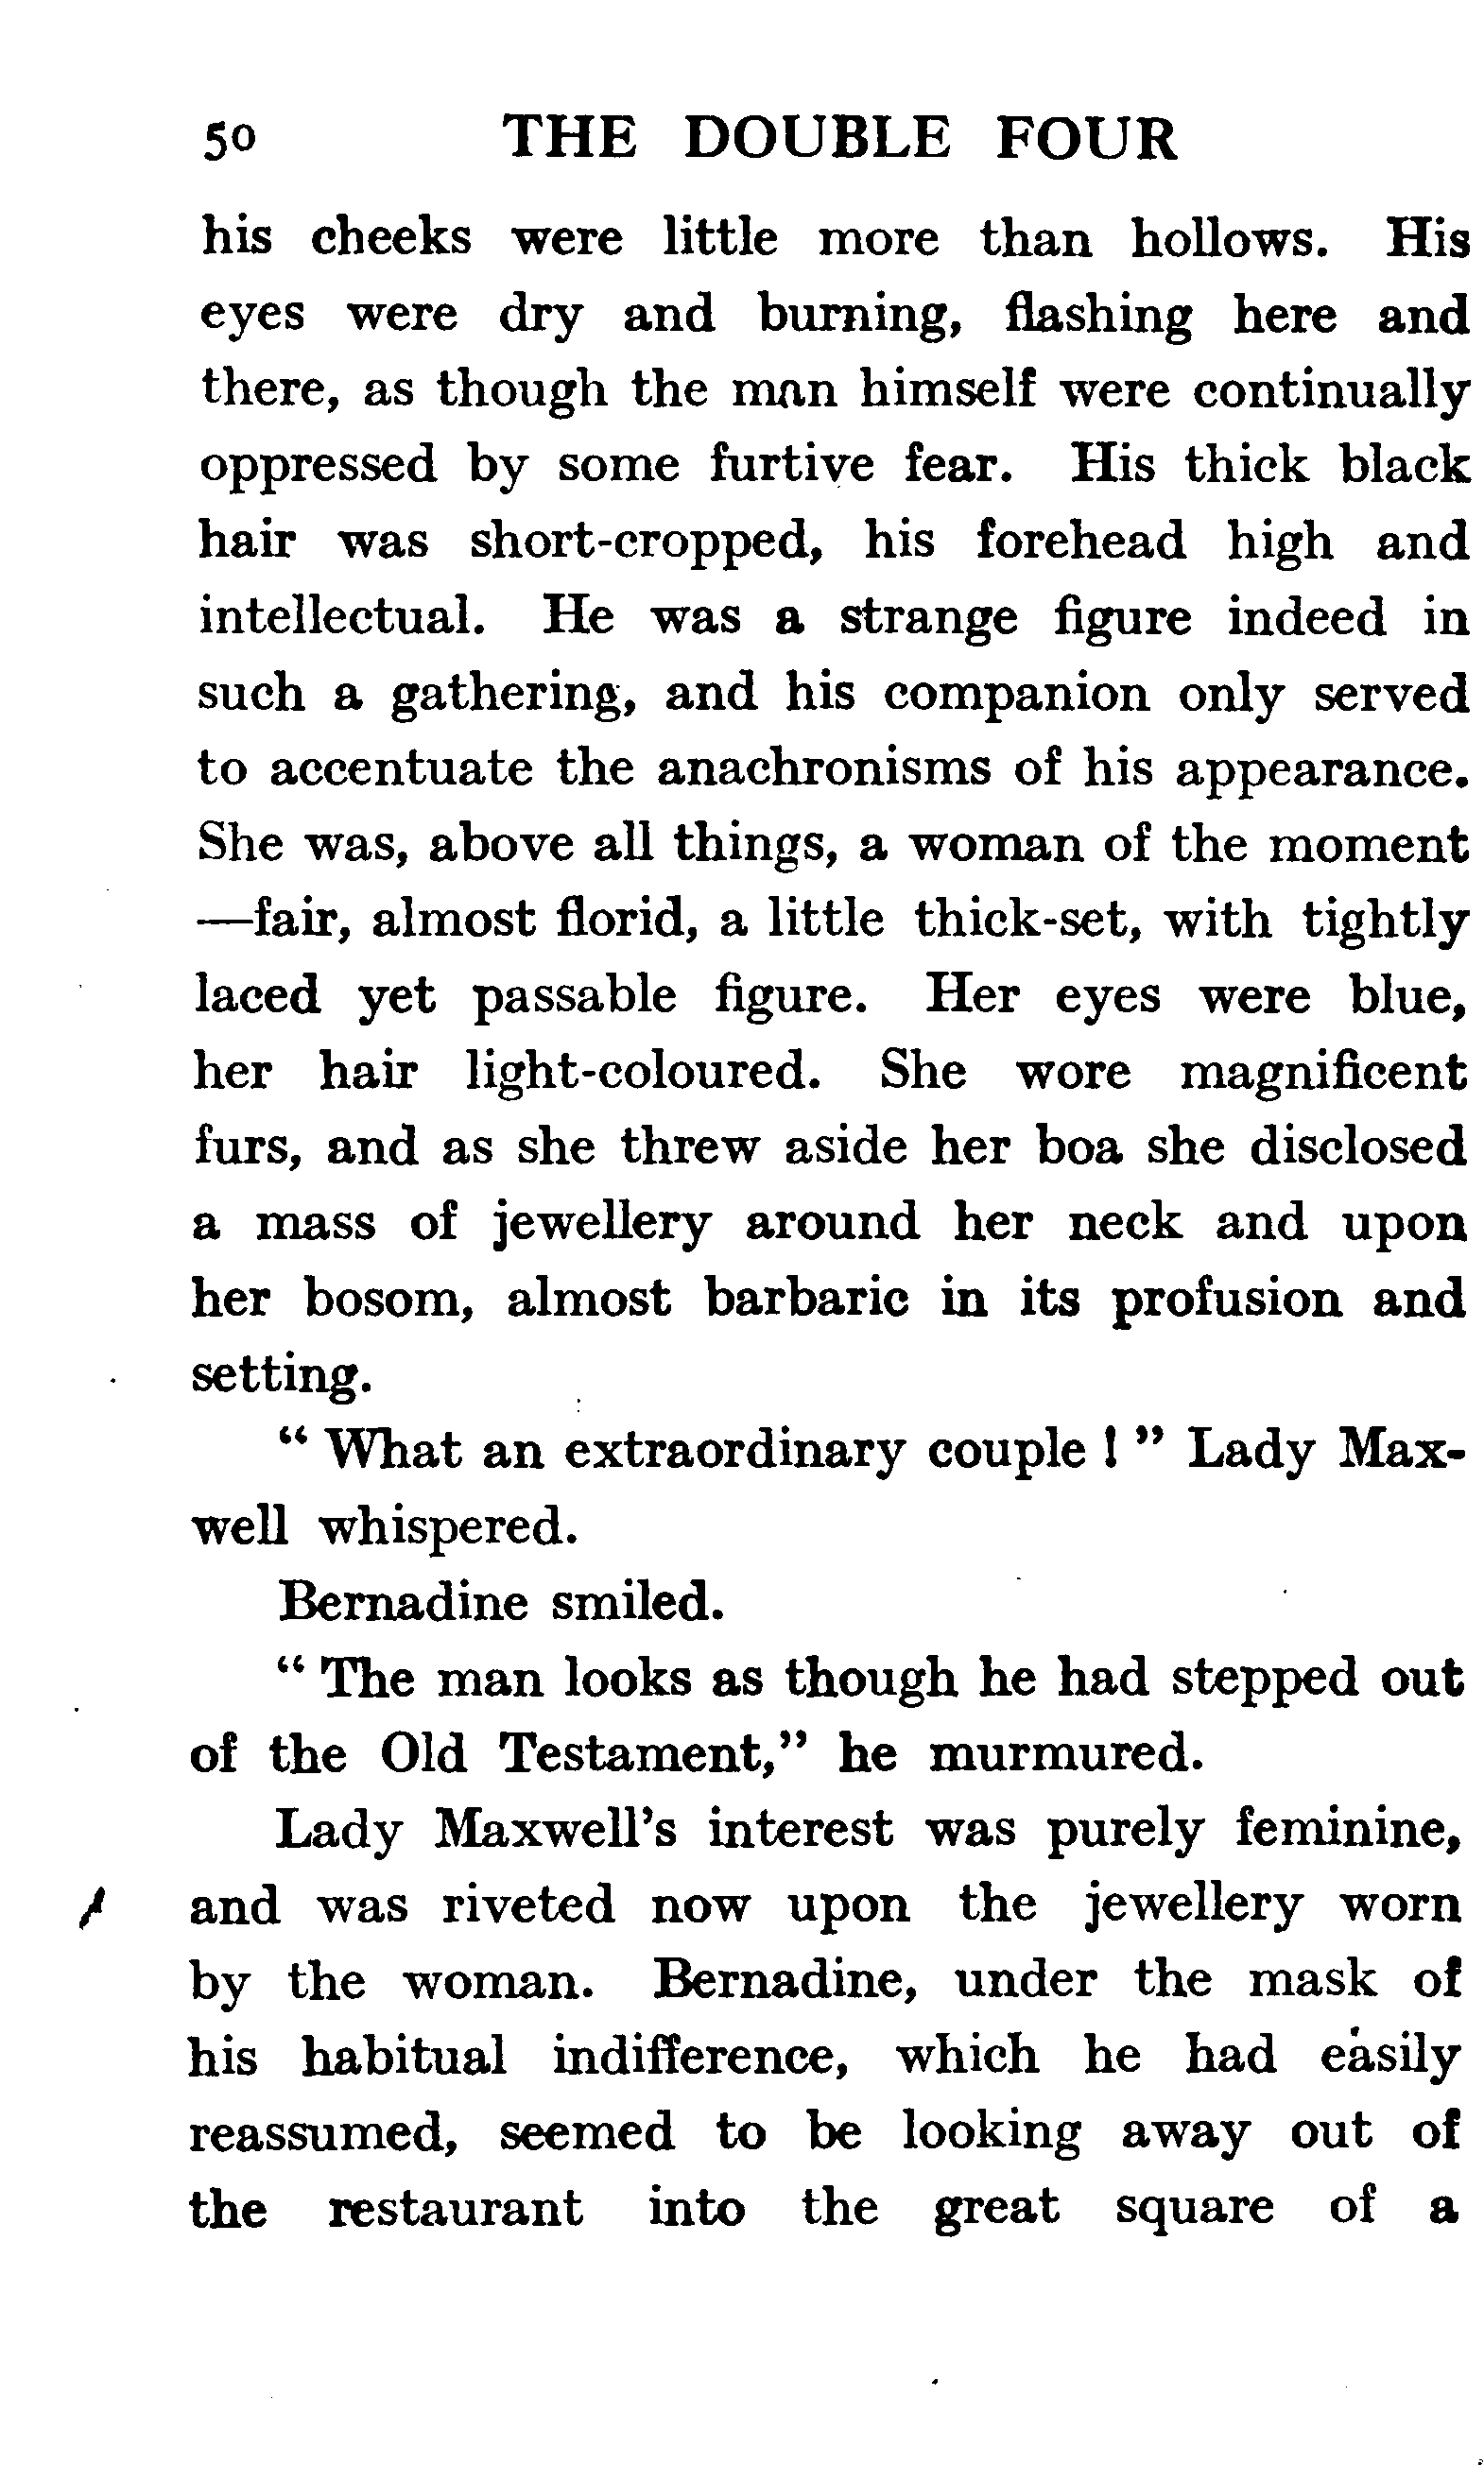 50 THE DOUBLE FOUR
his cheeks were little more than hollows. His
eyes were dry and burning, flashing here and
there, as though the man himself were continually
oppressed by some furtive fear. His thick black
hair was short-cropped, his forehead high and
intellectual. He was a strange figure indeed in
such a gathering, and his companion only served
to accentuate the anachronisms of his appearance.
She was, above all things, a woman of the moment
—fair, almost florid, a little thick-set, with tightly
laced yet passable figure. Her eyes were blue,
her hair light-coloured. She wore magnificent
furs, and as she threw aside her boa she disclosed
a mass of jewellery around her neck and upon
her bosom, almost barbaric in its profusion and
setting.
“ What an extraordinary couple ! ” Lady Max-
well whispered.
Bernadine smiled.
“ The man looks as though he had stepped out
of the Old Testament,” he murmured.
Lady Maxwell’s interest was purely feminine,
and was riveted now upon the jewellery worn
by the woman. Bernadine, under the mask of
his habitual indifference, which he had easily
reassumed, seemed to be looking away out of
the restaurant into the great square of a